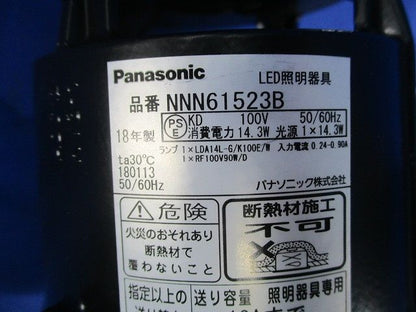 Panasonic LED照明器具
品番 NNN61523B
PS E KD 100V 50/60Hz
18年製 消費電力 14.3W 光源 1×14.3W
ランプ 1×LDA14L-G/K100E/W 入力電流 0.24-0.90A
1×RF100V90W/D
ta30℃
180113
50/60Hz
パナソニック株式会社
危険
火災のおそれあり
断熱材で
覆わないこと
断熱材施工
不可
指定以上の
送り容量 照明器具専用